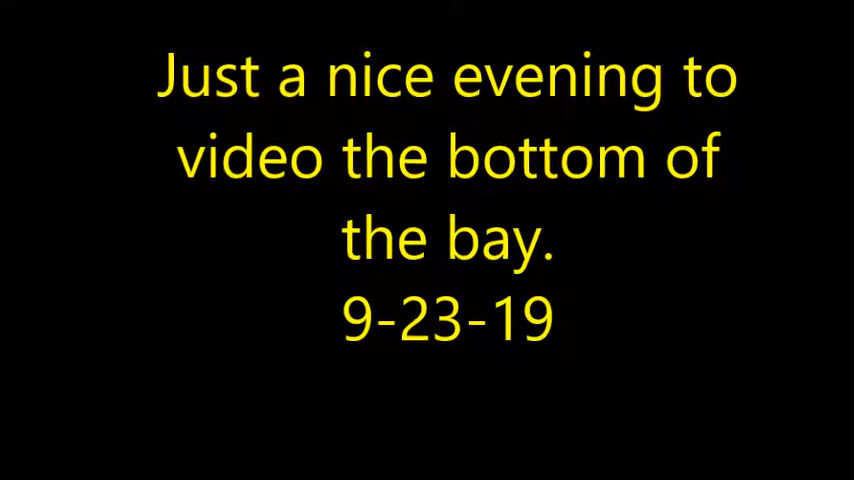 Just a nice evening to
video the bottom of
the bay.
9-23-19